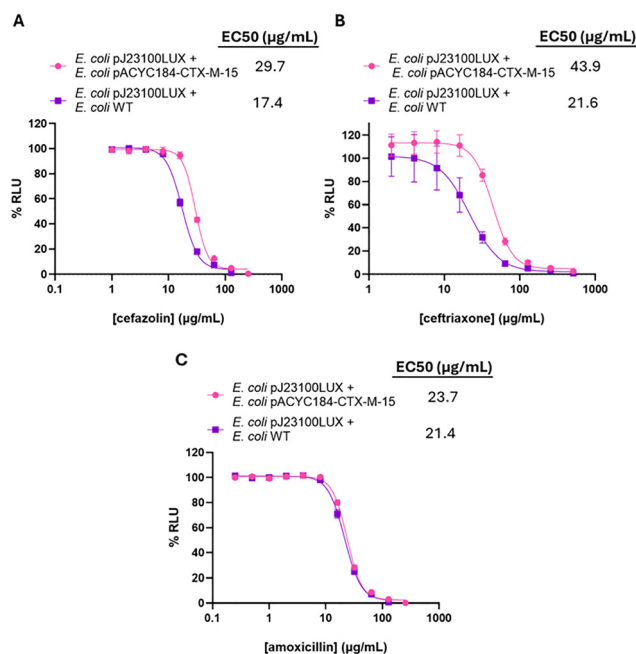 A
EC50 (µg/mL)
E. coli pJ23100LUX +
E. coli pACYC184-CTX-M-15
29.7
E. coli pJ23100LUX +
E. coli WT
17.4
120
100
80
60
40
20
0
% RLU
0.1
1
10
100
1000
[cefazolin] (µg/mL)
B
EC50 (µg/mL)
E. coli pJ23100LUX +
E. coli pACYC184-CTX-M-15
43.9
E. coli pJ23100LUX +
E. coli WT
21.6
120
100
80
60
40
20
0
% RLU
1
10
100
1000
[ceftriaxone] (µg/mL)
C
EC50 (µg/mL)
E. coli pJ23100LUX +
E. coli pACYC184-CTX-M-15
23.7
E. coli pJ23100LUX +
E. coli WT
21.4
120
100
80
60
40
20
0
% RLU
0.1
1
10
100
1000
[amoxicillin] (µg/mL)